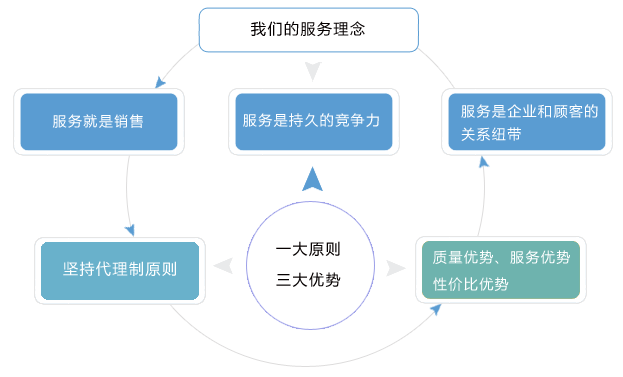 我们的服务理念
服务就是销售
服务是持久的竞争力
服务是企业和顾客的
关系纽带
坚持代理制原则
一大原则
三大优势
质量优势、服务优势
性价比优势